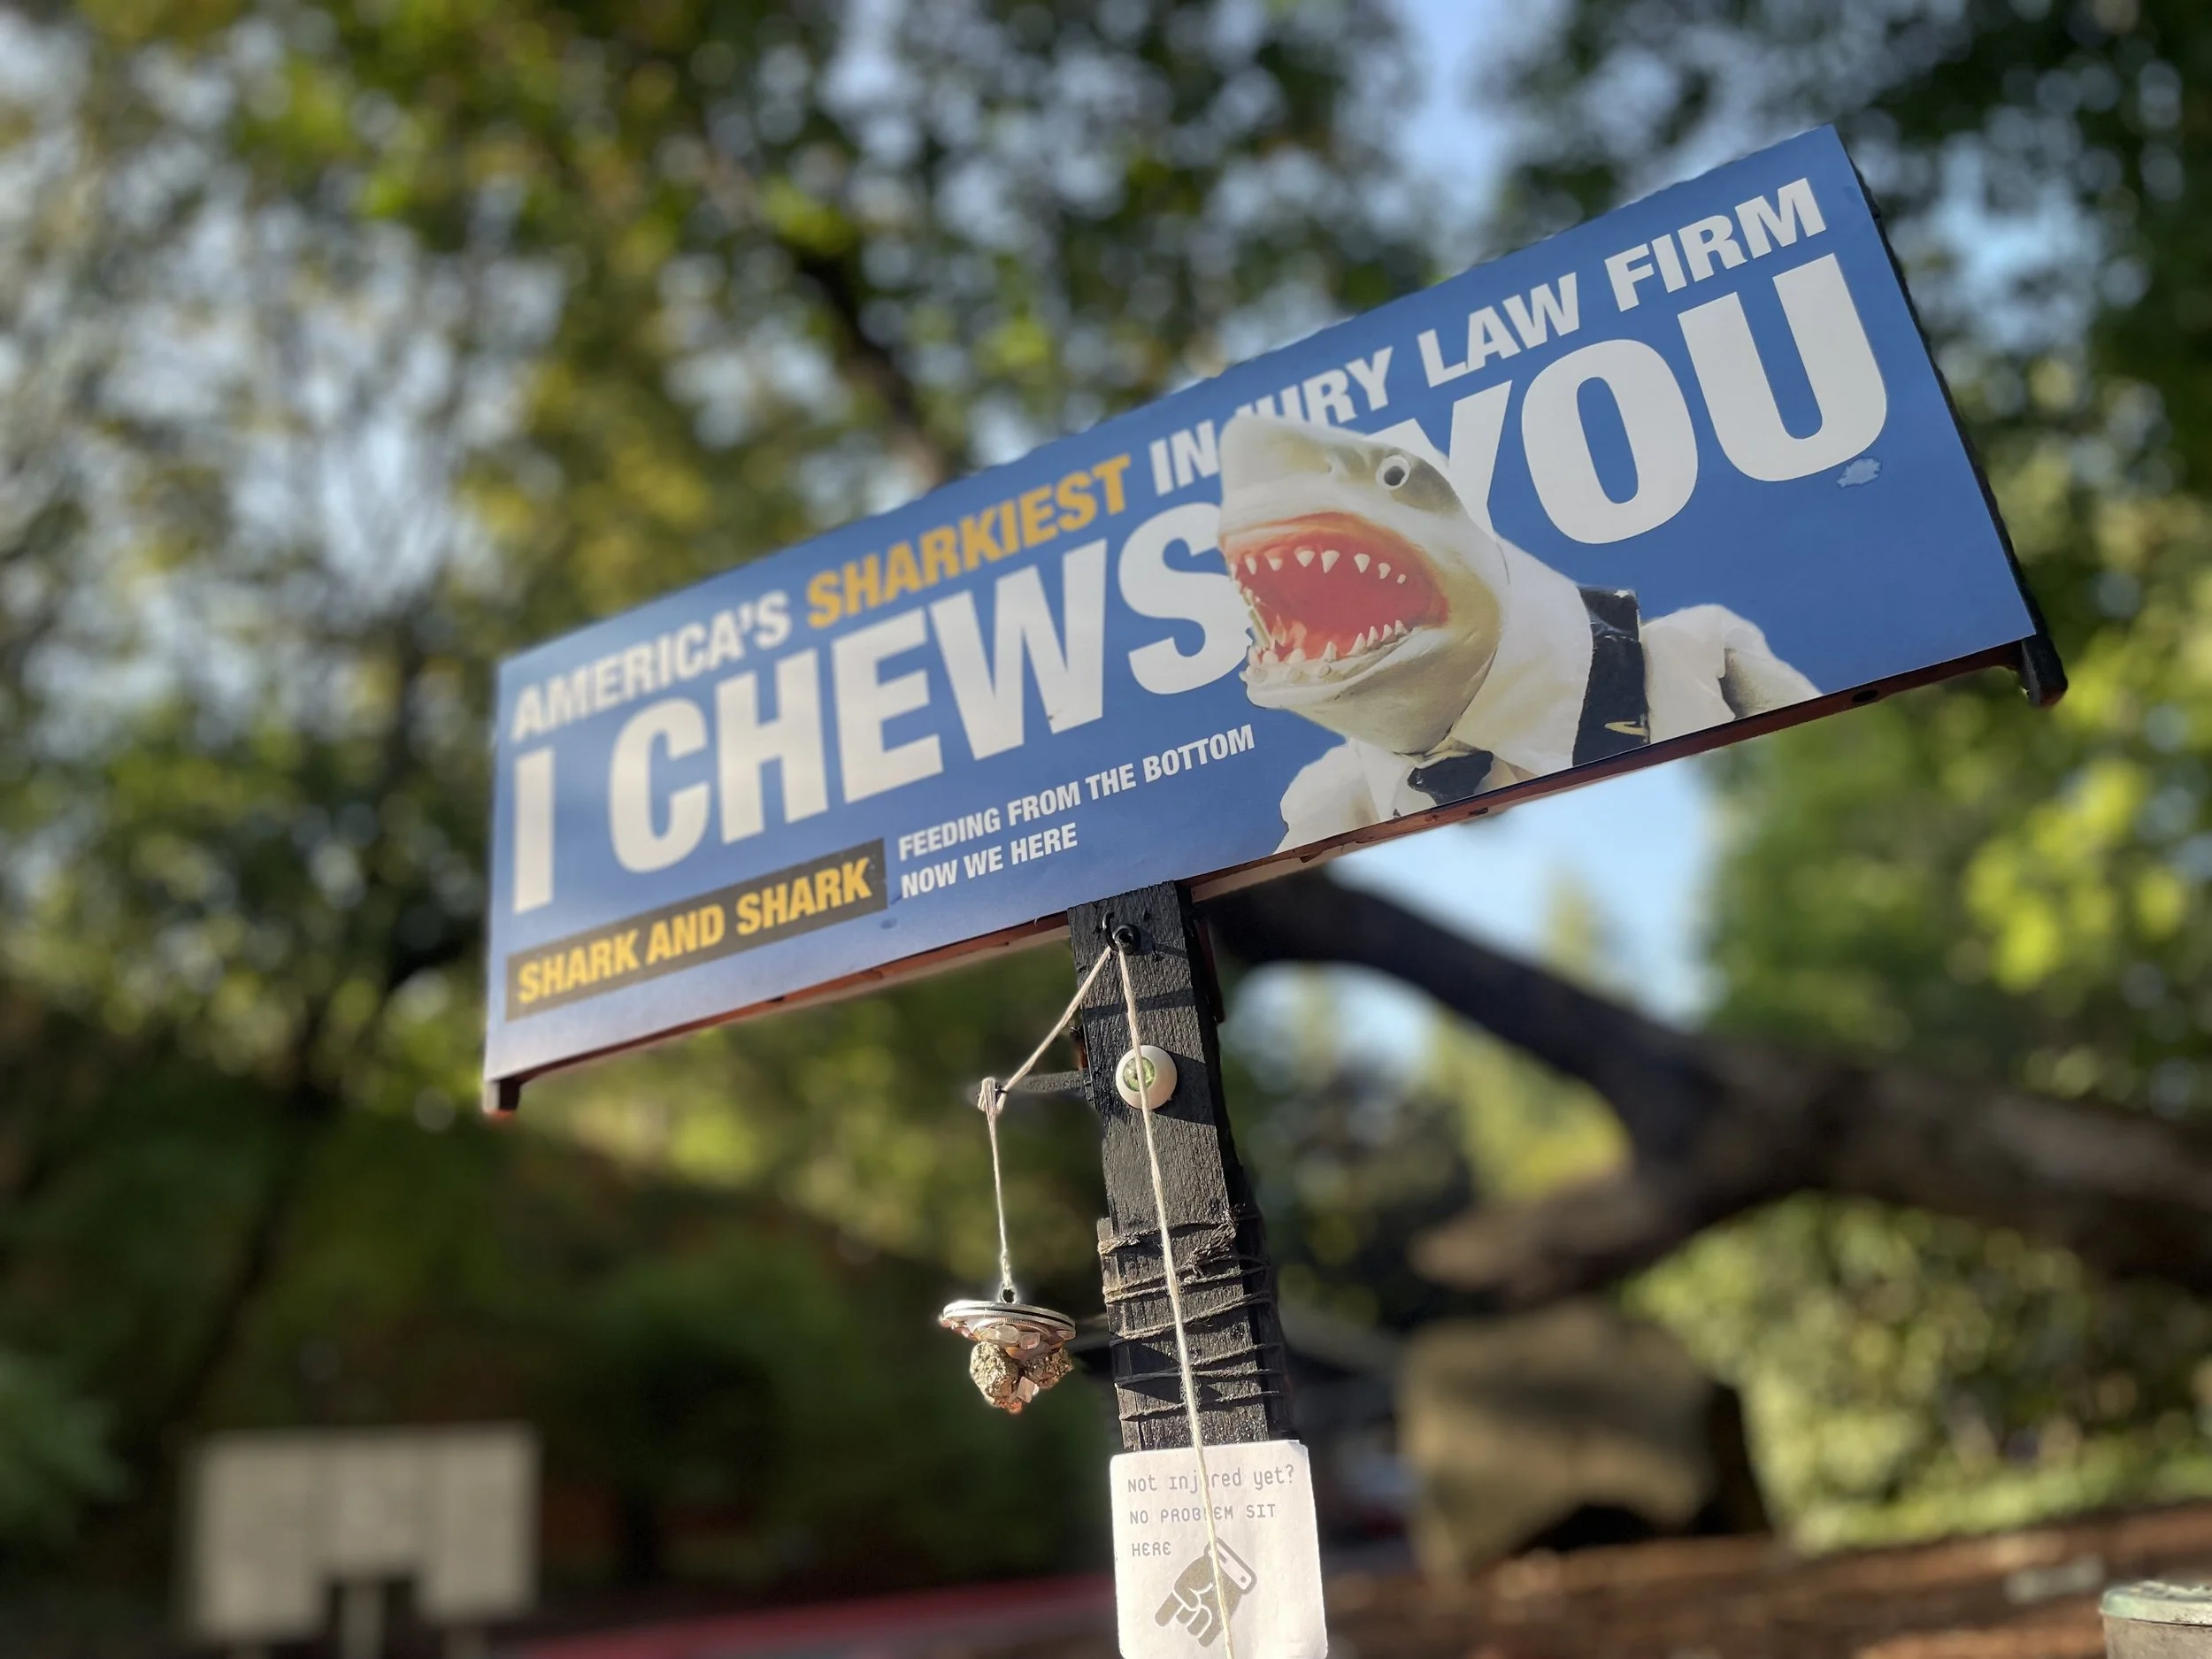 AMERICA'S SHARKIEST INJURY LAW FIRM
I CHEWS YOU
SHARK AND SHARK
FEEDING FROM THE BOTTOM
NOW WE HERE
Not Injured yet?
NO PROBLEM SIT
HERE